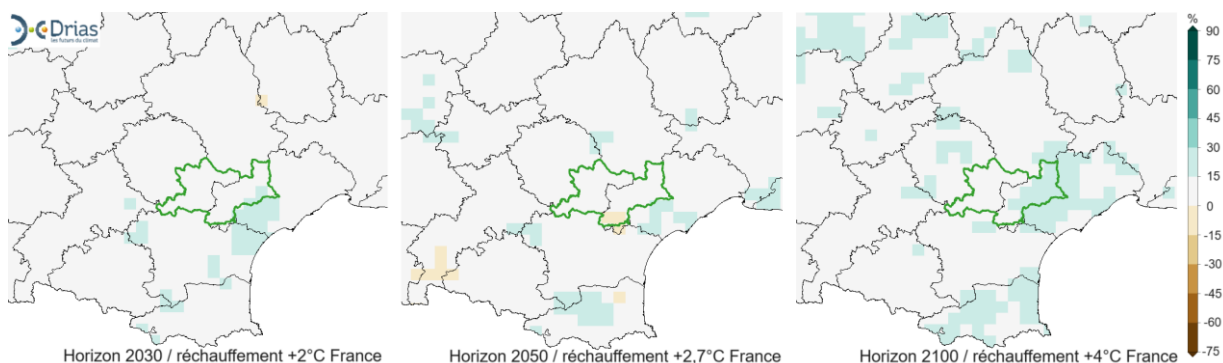 Drias
les futurs du climat
%
90
75
60
45
30
15
0
-15
-30
-45
-60
-75
Horizon 2030 / réchauffement +2°C France
Horizon 2050 / réchauffement +2,7°C France
Horizon 2100 / réchauffement +4°C France